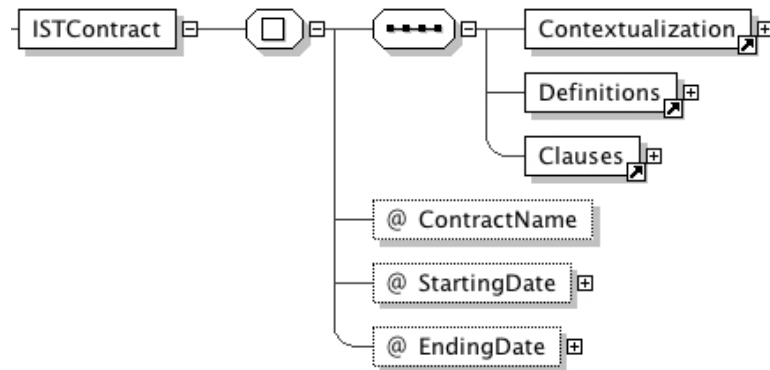 ISTContract
Contextualization
Definitions
Clauses
@ ContractName
@ StartingDate
@ EndingDate